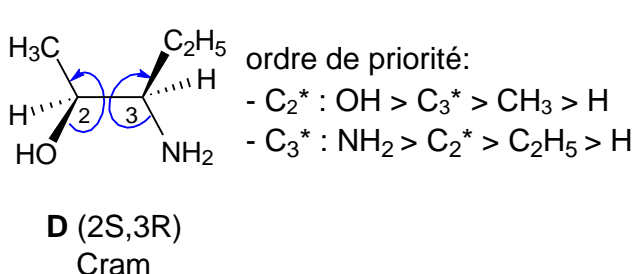 H₃C
C₂H₅
H
H
2
3
HO
NH₂
ordre de priorité:
- C₂* : OH > C₃* > CH₃ > H
- C₃* : NH₂ > C₂* > C₂H₅ > H
D (2S,3R)
Cram